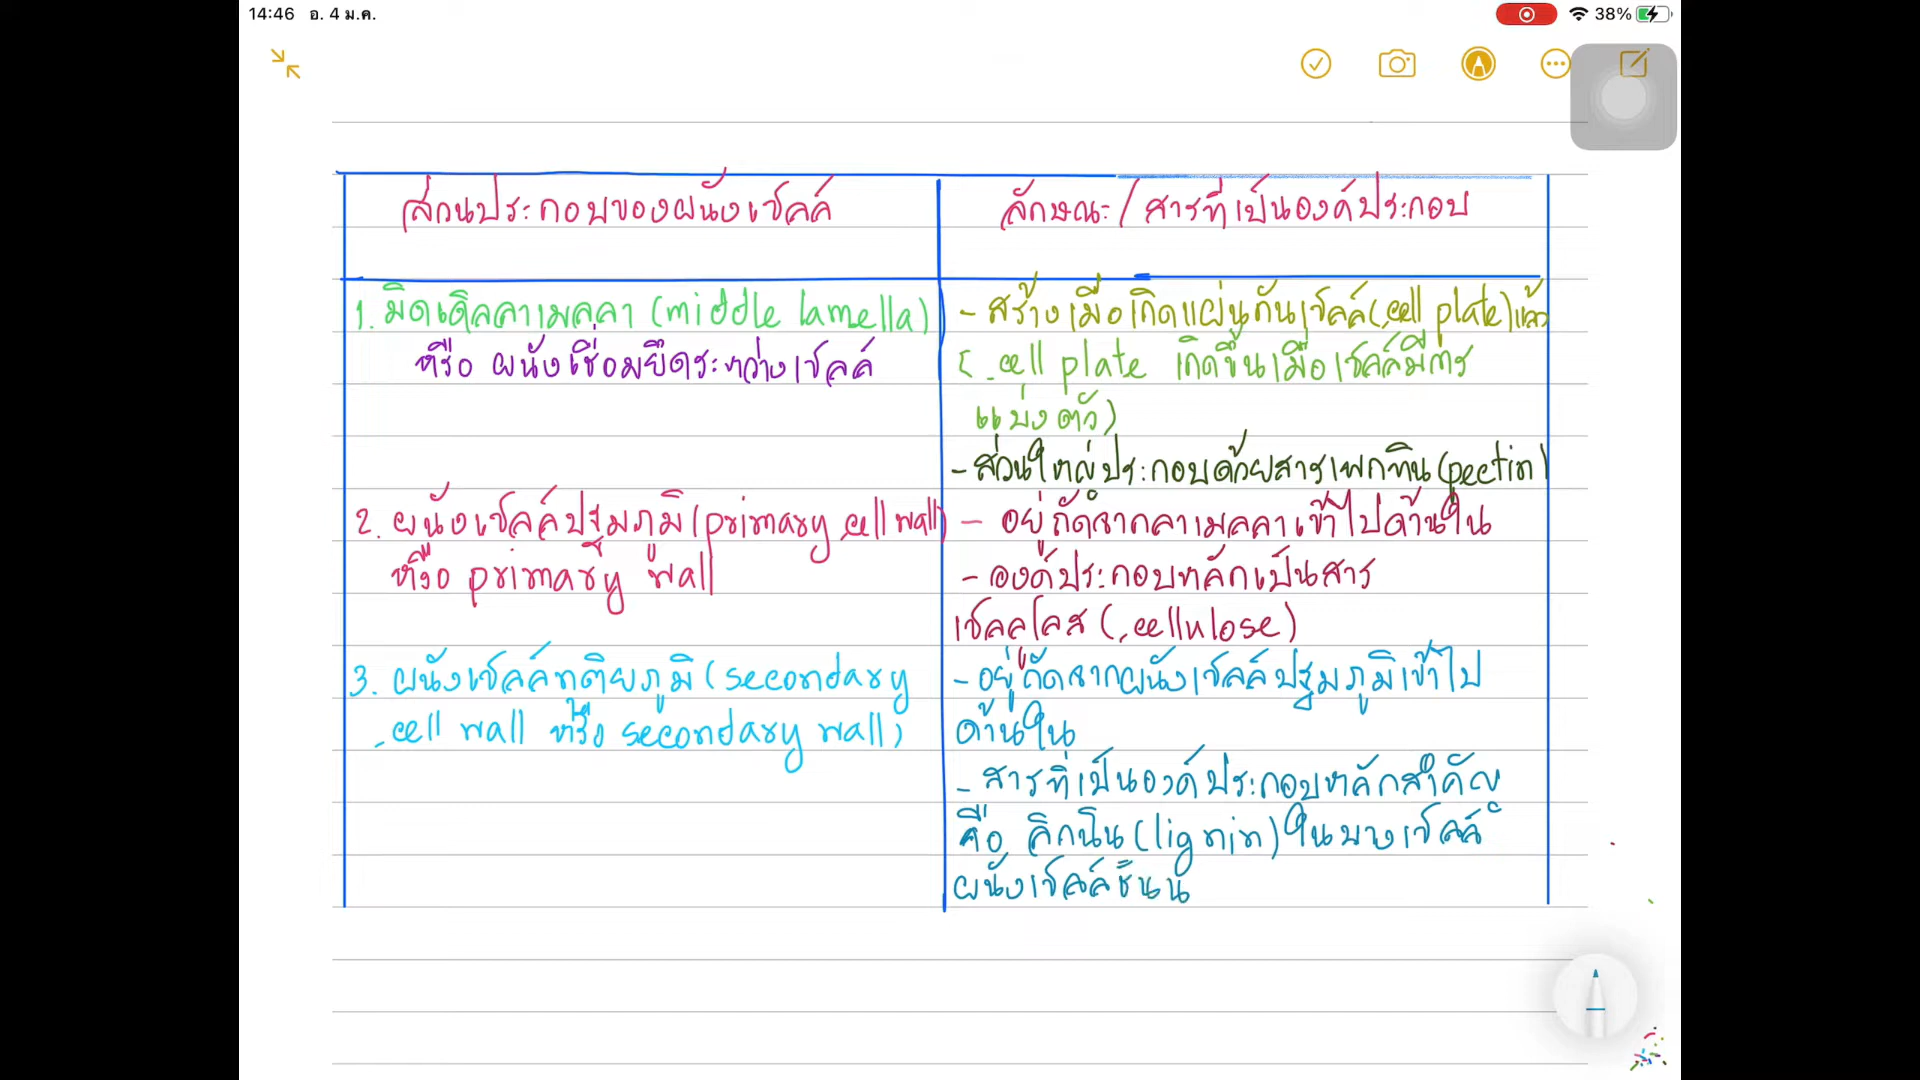 14:46 อ. 4 ม.ค.
38%
ส่วนประกอบของผนังเซลล์
ลักษณะ/สารที่เป็นองค์ประกอบ
1. มิดเดิลลาเมลลา (middle lamella)
หรือ ผนังเชื่อมยึดระหว่างเซลล์
- สร้างเมื่อเกิดแผ่นกั้นเซลล์(cell plate)แล้ว
( cell plate เกิดขึ้นเมื่อเซลล์มีการ
แบ่งตัว)
- ส่วนใหญ่ประกอบด้วยสารเพกทิน(pectin)
2. ผนังเซลล์ปฐมภูมิ(primary cell wall)
หรือ primary wall
- อยู่ถัดจากลาเมลลาเข้าไปด้านใน
- องค์ประกอบหลักเป็นสาร
เซลลูโลส(cellulose)
3. ผนังเซลล์ทุติยภูมิ(secondary
cell wall หรือ secondary wall)
- อยู่ถัดจากผนังเซลล์ปฐมภูมิเข้าไป
ด้านใน
- สารที่เป็นองค์ประกอบหลักสำคัญ
คือ ลิกนิน(lignin)ในบางเซลล์
ผนังเซลล์ชั้นน